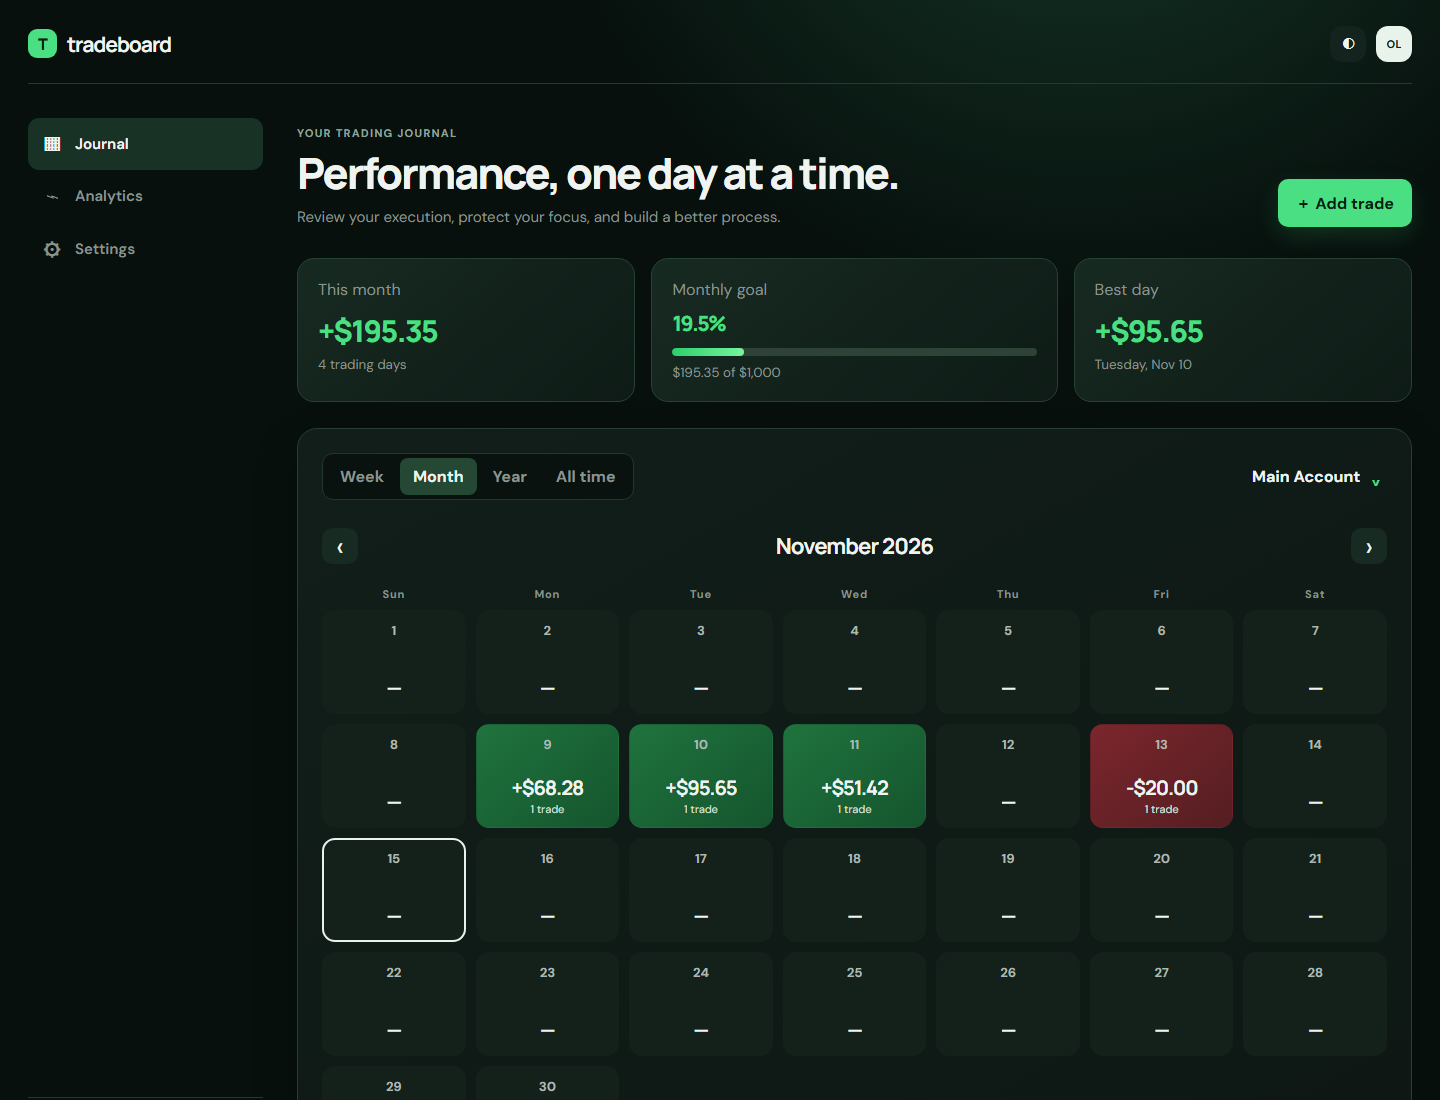 T tradeboard
OL
Journal
Analytics
Settings
YOUR TRADING JOURNAL
Performance, one day at a time.
Review your execution, protect your focus, and build a better process.
+ Add trade
This month
+$195.35
4 trading days
Monthly goal
19.5%
$195.35 of $1,000
Best day
+$95.65
Tuesday, Nov 10
Week Month Year All time
Main Account v
‹ November 2026 ›
Sun Mon Tue Wed Thu Fri Sat
1 2 3 4 5 6 7
— — — — — — —
8 9 10 11 12 13 14
— +$68.28 +$95.65 +$51.42 — -$20.00 —
1 trade 1 trade 1 trade 1 trade
15 16 17 18 19 20 21
— — — — — — —
22 23 24 25 26 27 28
— — — — — — —
29 30